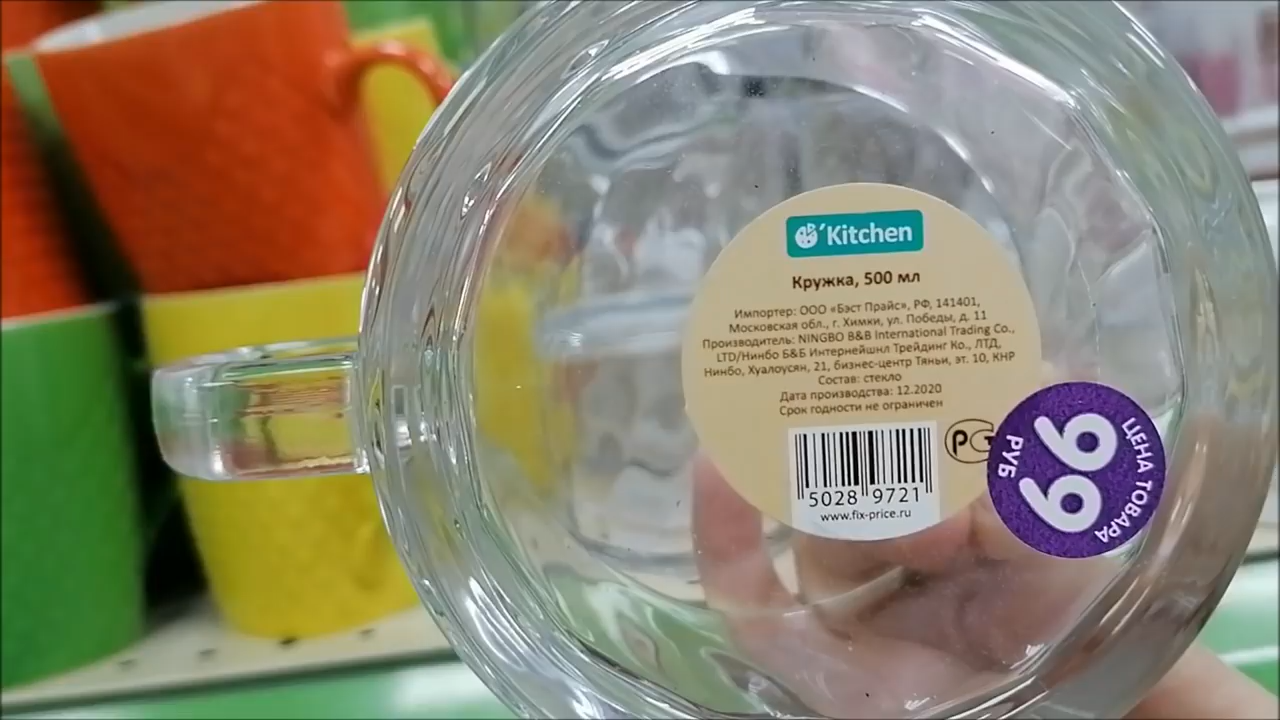 'Kitchen
Кружка, 500 мл
Импортер: ООО «Бэст Прайс», РФ, 141401,
Московская обл., г. Химки, ул. Победы, д. 11
Производитель: NINGBO B&B International Trading Co.,
LTD/Нинбо Б&Б Интернейшнл Трейдинг Ко., ЛТД,
Нинбо, Хуалоусян, 21, бизнес-центр Тяньи, эт. 10, КНР
Состав: стекло
Дата производства: 12.2020
Срок годности не ограничен
5028 9721
www.fix-price.ru
РСТ
ЦЕНА ТОВАРА
99
РУБ